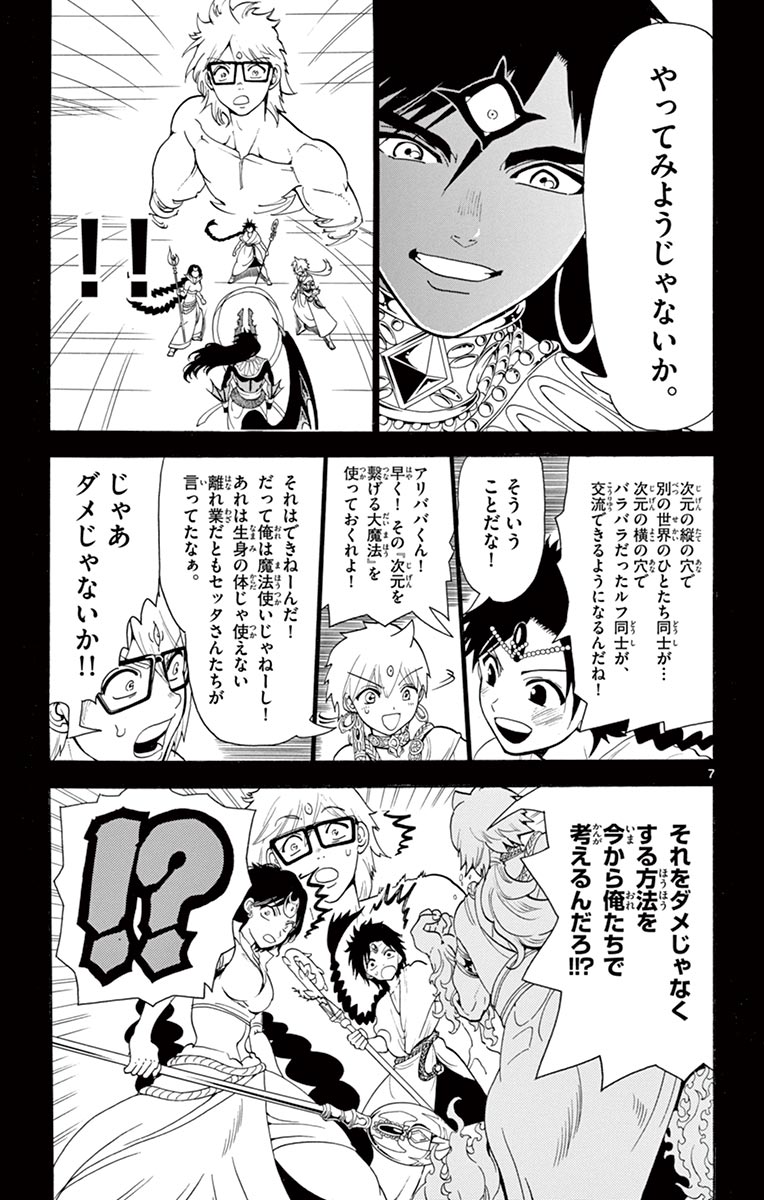 やってみようじゃないか。
!!
次元の縦の穴で
別の世界のひとたち同士が…
次元の横の穴で
バラバラだったルフ同士が、
交流できるようになるんだね!
そういう
ことだな!
アリババくん!
早く!その『次元を
繋げる大魔法』を
使っておくれよ!
それはできねーんだ!
だって俺は魔法使いじゃねーし!
あれは生身の体じゃ使えない
離れ業だともセッタさんたちが
言ってたなぁ。
じゃあ
ダメじゃないか!!
7
それをダメじゃなく
する方法を
今から俺たちで
考えるんだろ!!!?
!?